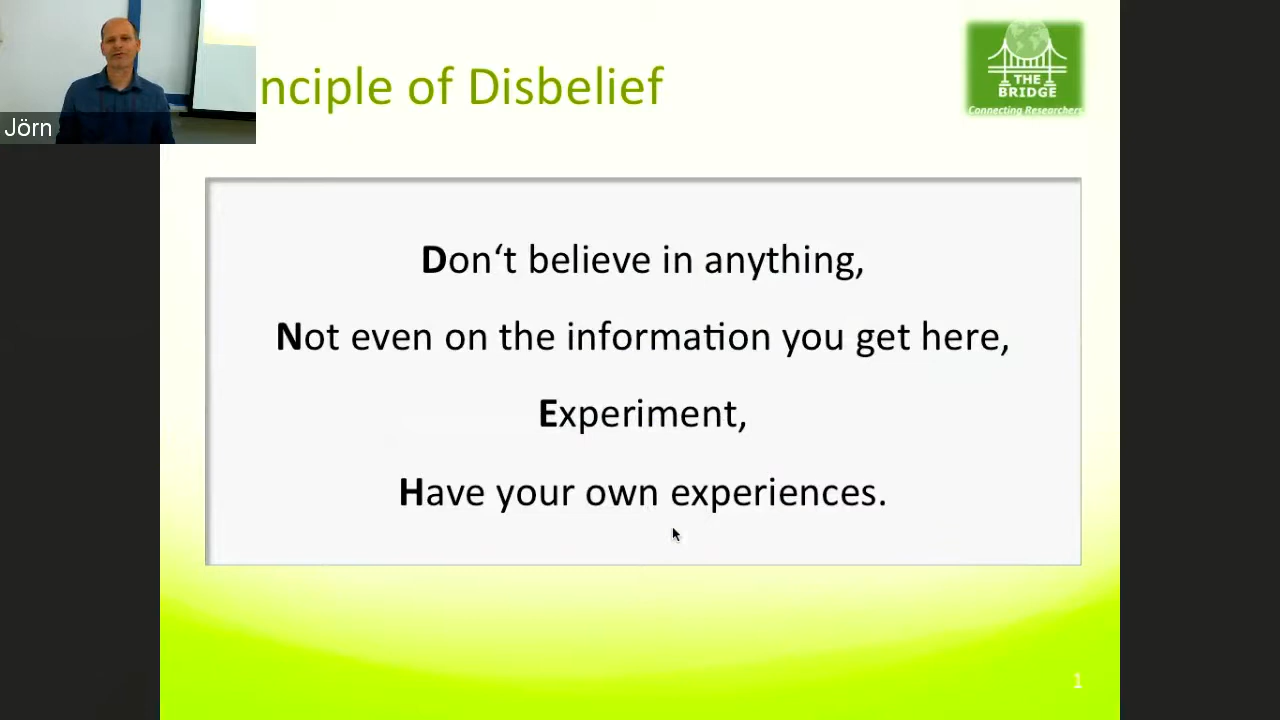 nciple of Disbelief
THE
BRIDGE
Connecting Researchers
Jörn
Don‘t believe in anything,
Not even on the information you get here,
Experiment,
Have your own experiences.
1